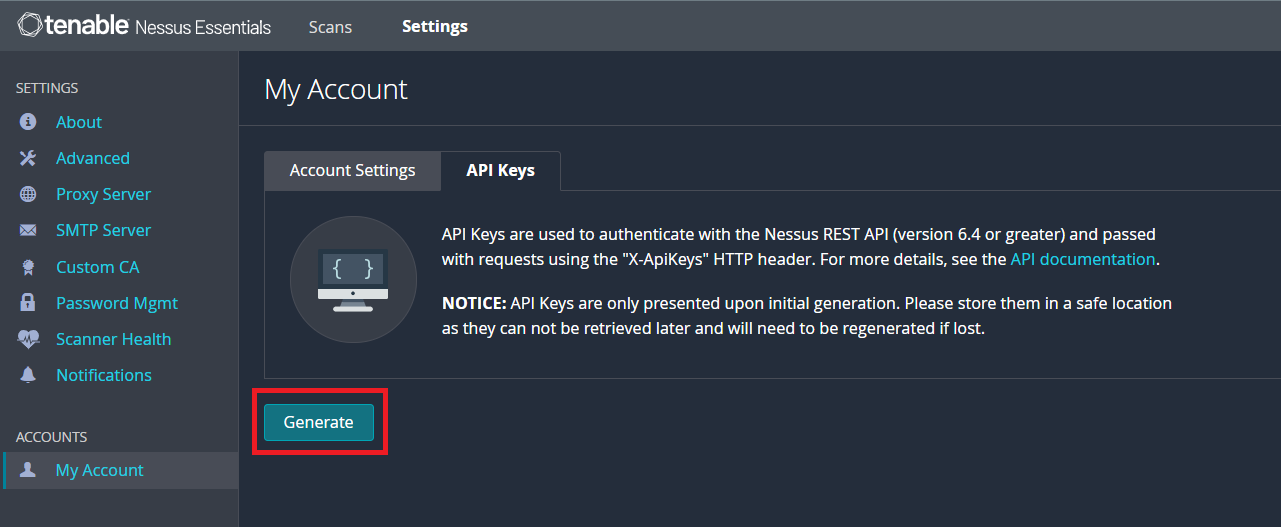 tenable Nessus Essentials Scans Settings
SETTINGS
About
Advanced
Proxy Server
SMTP Server
Custom CA
Password Mgmt
Scanner Health
Notifications
ACCOUNTS
My Account
My Account
Account Settings API Keys
{ }
API Keys are used to authenticate with the Nessus REST API (version 6.4 or greater) and passed
with requests using the "X-ApiKeys" HTTP header. For more details, see the API documentation.
NOTICE: API Keys are only presented upon initial generation. Please store them in a safe location
as they can not be retrieved later and will need to be regenerated if lost.
Generate